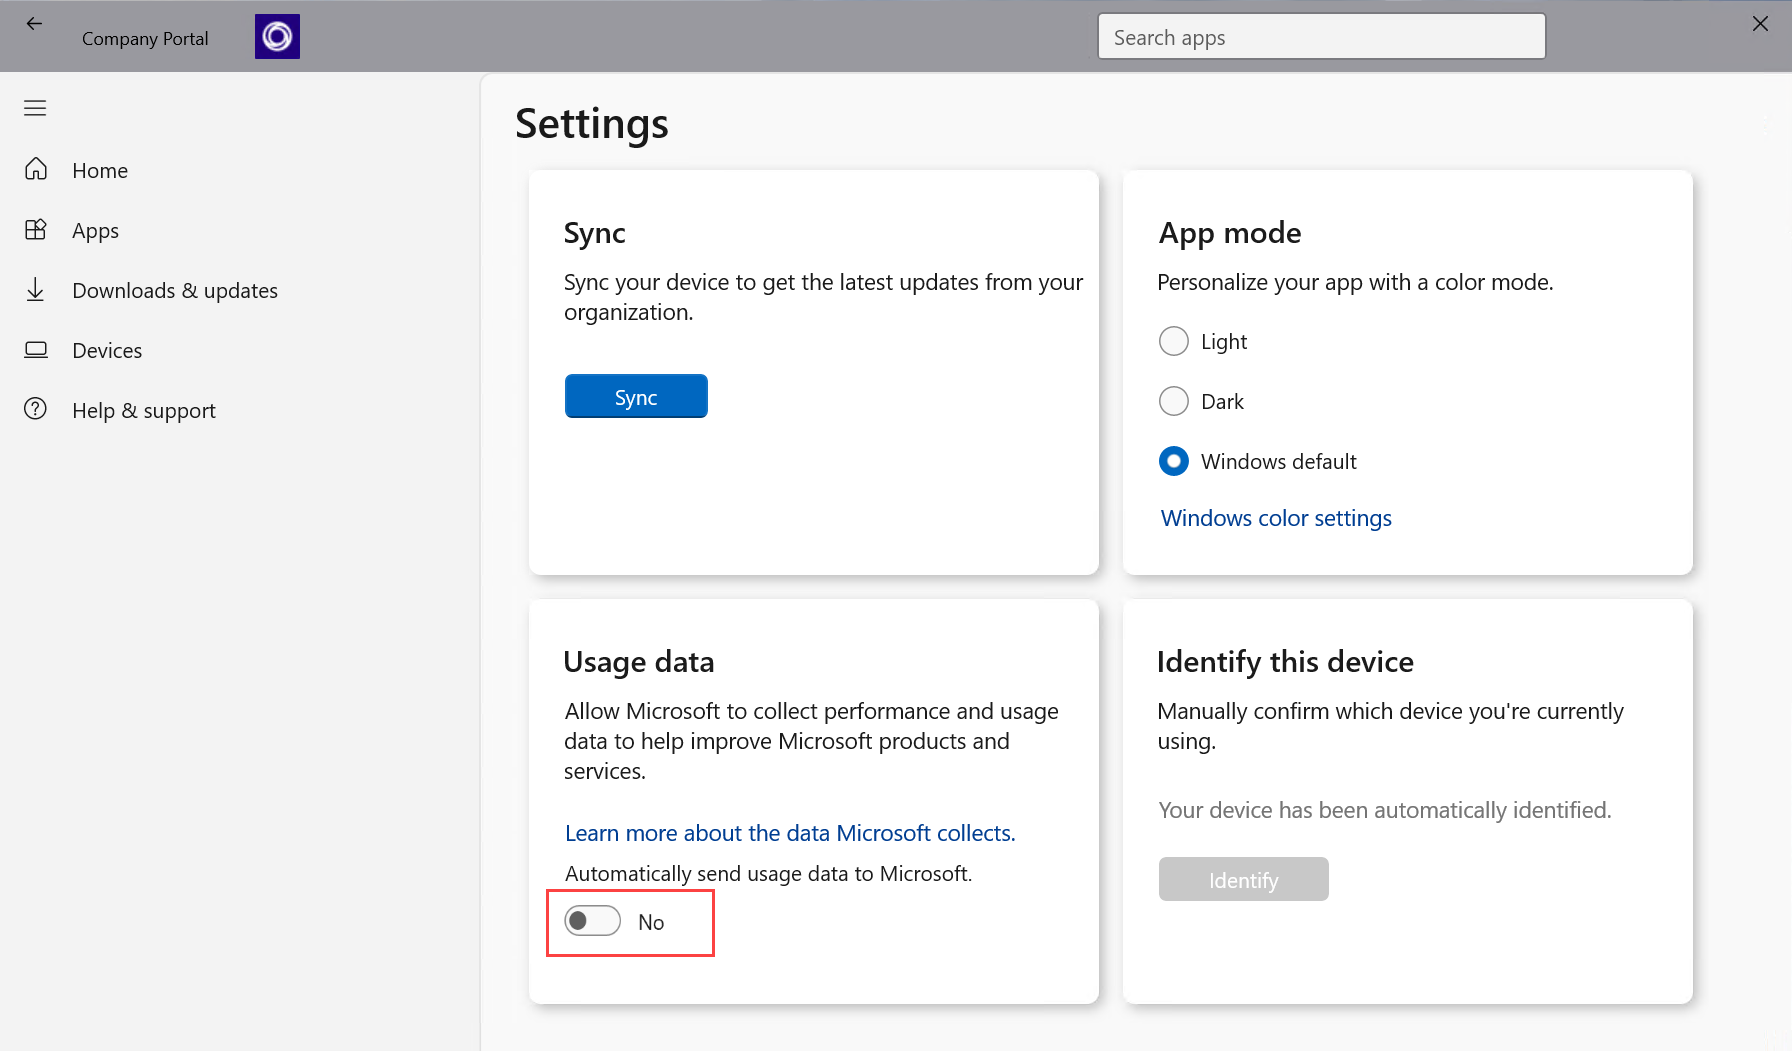 Company Portal
Search apps
Home
Apps
Downloads & updates
Devices
Help & support
Settings
Sync
Sync your device to get the latest updates from your
organization.
Sync
App mode
Personalize your app with a color mode.
Light
Dark
Windows default
Windows color settings
Usage data
Allow Microsoft to collect performance and usage
data to help improve Microsoft products and
services.
Learn more about the data Microsoft collects.
Automatically send usage data to Microsoft.
No
Identify this device
Manually confirm which device you're currently
using.
Your device has been automatically identified.
Identify